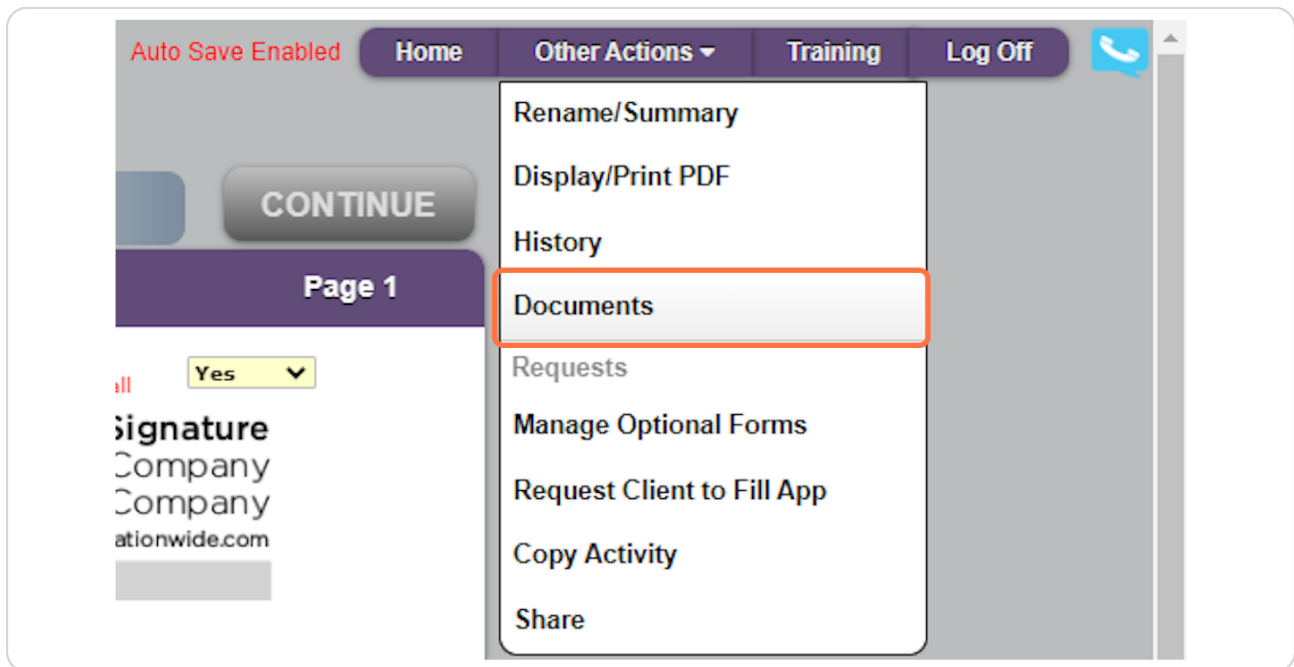 Auto Save Enabled Home Other Actions Training Log Off
Rename/Summary
Display/Print PDF
CONTINUE
History
Page 1
Documents
Requests
Yes
all
Signature
Manage Optional Forms
Company
Request Client to Fill App
Company
ationwide.com
Copy Activity
Share